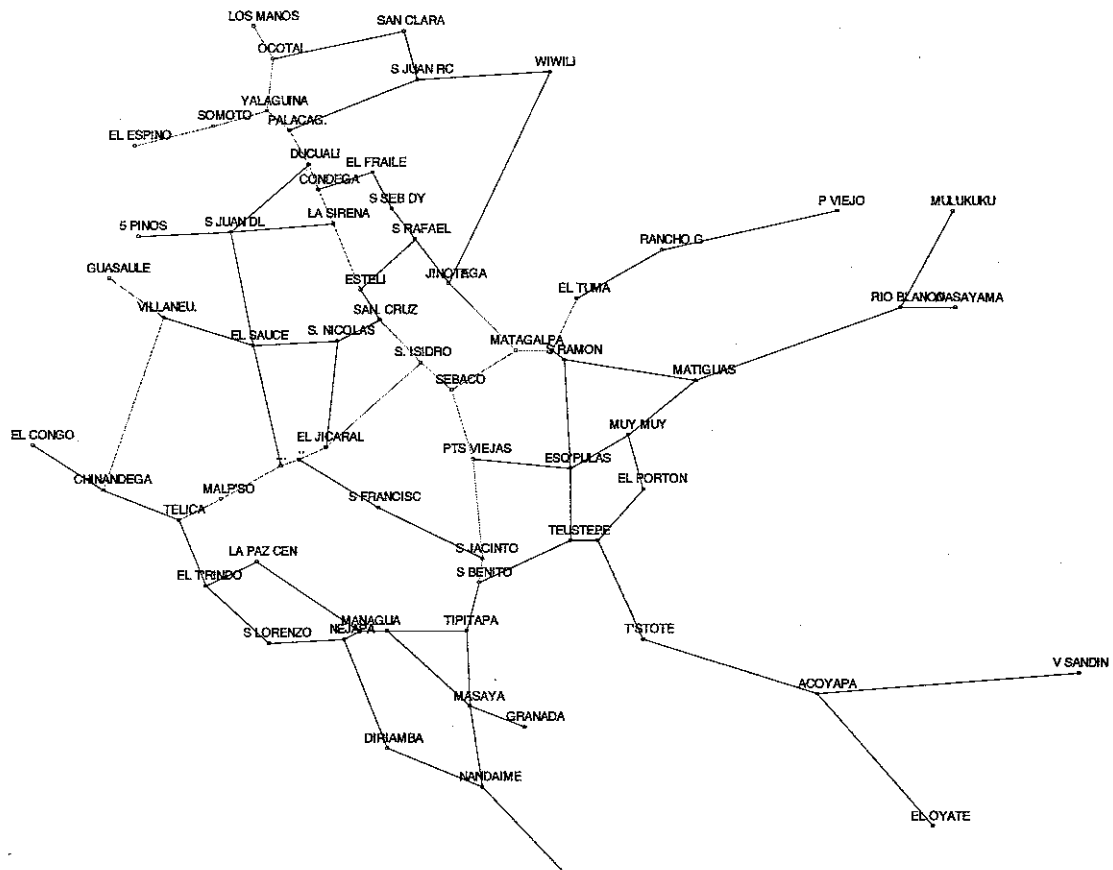 LOS MANOS
SAN CLARA
OCOTAL
S JUAN RC
WIWILI
YALAGUINA
SOMOTO
PALACAG.
EL ESPINO
DUCUALI
EL FRAILE
CONDEGA
S SEB DY
P VIEJO
MULUKUKU
5 PINOS
S JUAN DL
LA SIRENA
S RAFAEL
RANCHO G
GUASAULE
ESTELI
JINOTEGA
EL TUMA
VILLANEU.
SAN. CRUZ
RIO BLANCO
WASAYAMA
EL SAUCE
S. NICOLAS
S. ISIDRO
MATAGALPA
S.RAMON
SEBACO
MATIGUAS
EL CONGO
EL JICARAL
PTS VIEJAS
MUY MUY
ESQ'PULAS
CHINANDEGA
MALP'SO
S FRANCISC
EL PORTON
TELICA
TEUSTEPE
LA PAZ CEN
S JACINTO
EL T'RINDO
S BENITO
S LORENZO
NEJAPA
MANAGUA
TIPITAPA
T'STOTE
V SANDIN
MASAYA
ACOYAPA
GRANADA
DIRIAMBA
NANDAIME
EL OYATE